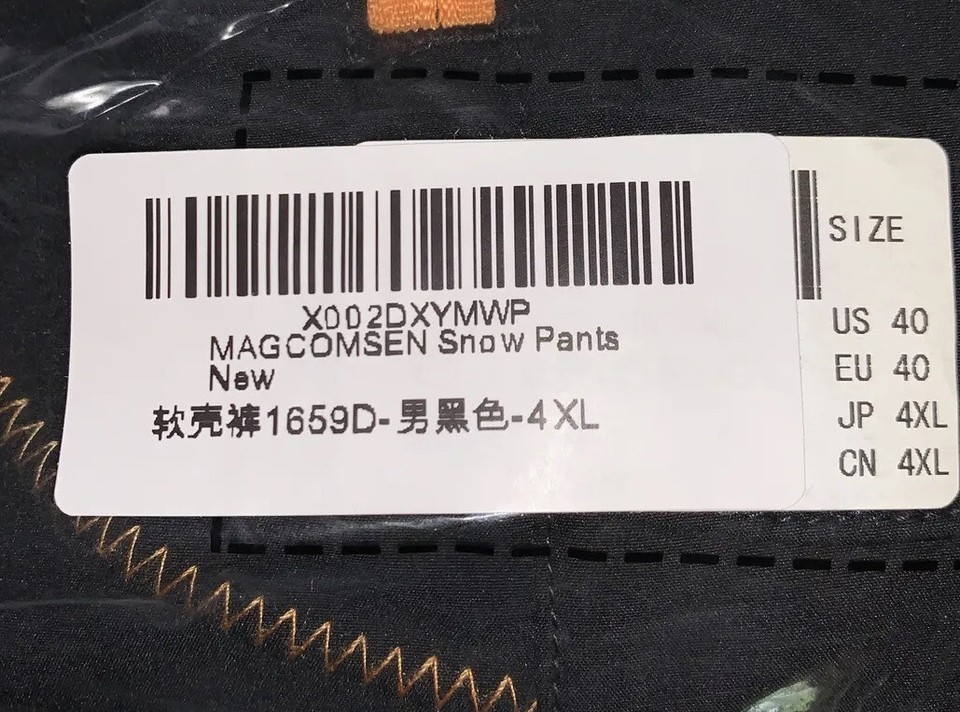 X002DXYMWP
MAGCOMSEN Snow Pants
New
软壳裤1659D-男黑色-4XL
SIZE
US 40
EU 40
JP 4XL
CN 4XL